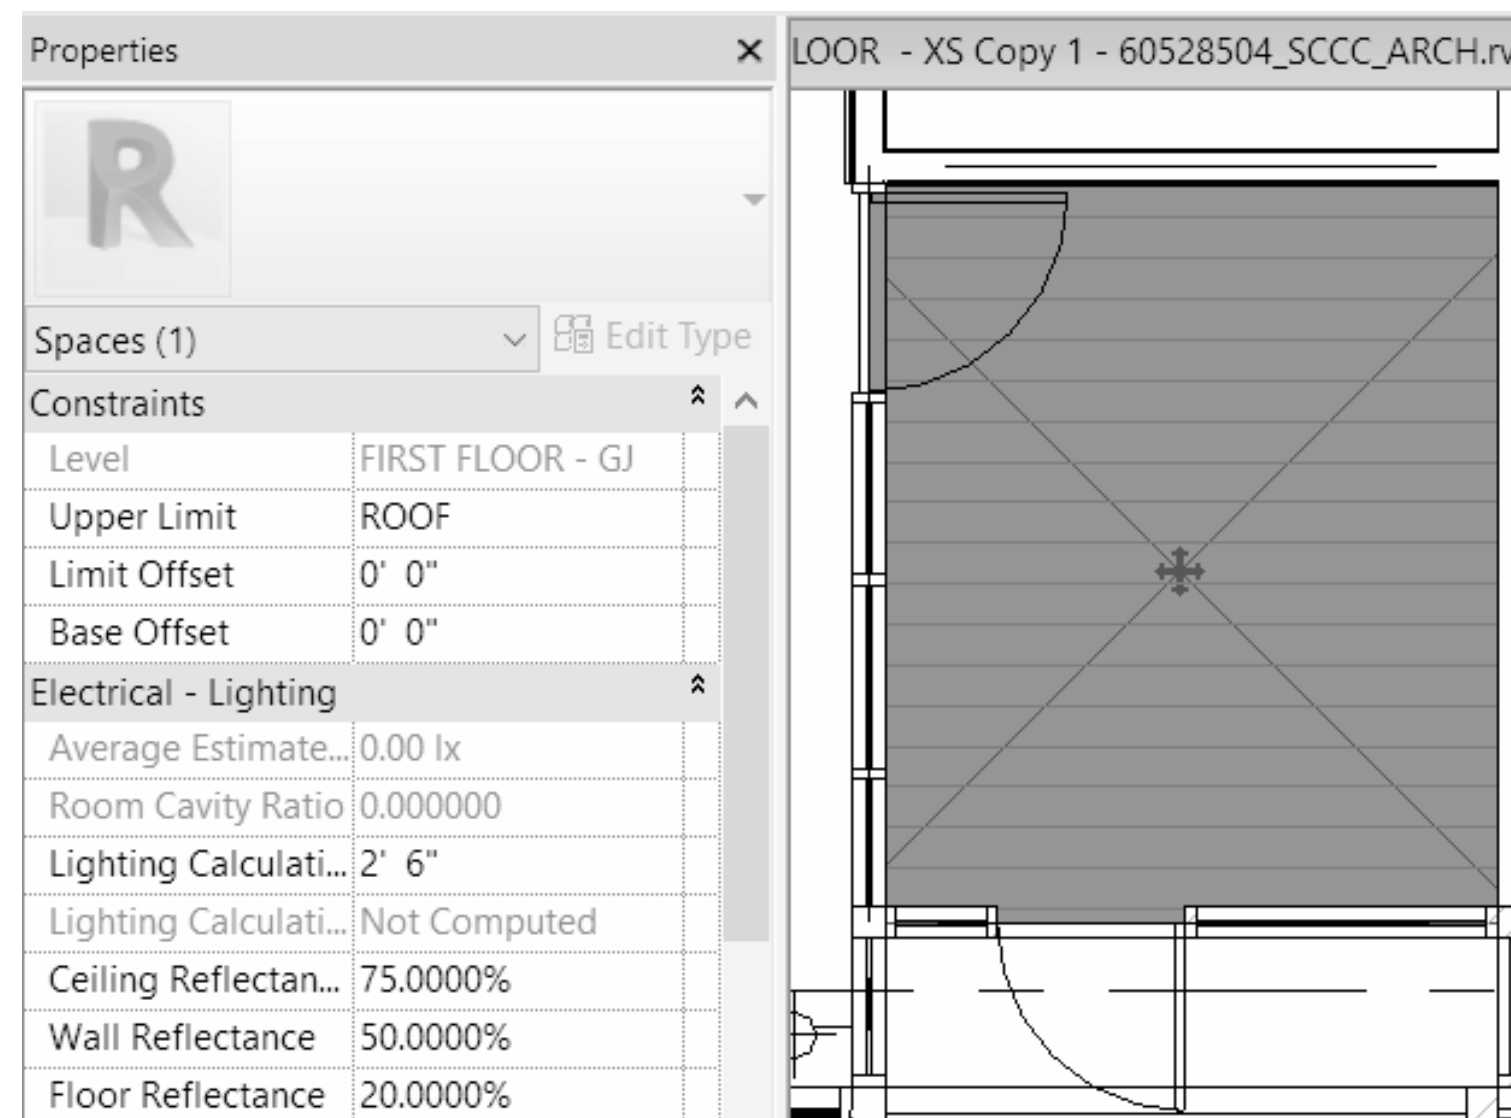 Properties
LOOR - XS Copy 1 - 60528504_SCCC_ARCH.rv
R
Spaces (1)
Edit Type
Constraints
Level FIRST FLOOR - GJ
Upper Limit ROOF
Limit Offset 0' 0"
Base Offset 0' 0"
Electrical - Lighting
Average Estimate... 0.00 lx
Room Cavity Ratio 0.000000
Lighting Calculati... 2' 6"
Lighting Calculati... Not Computed
Ceiling Reflectan... 75.0000%
Wall Reflectance 50.0000%
Floor Reflectance 20.0000%